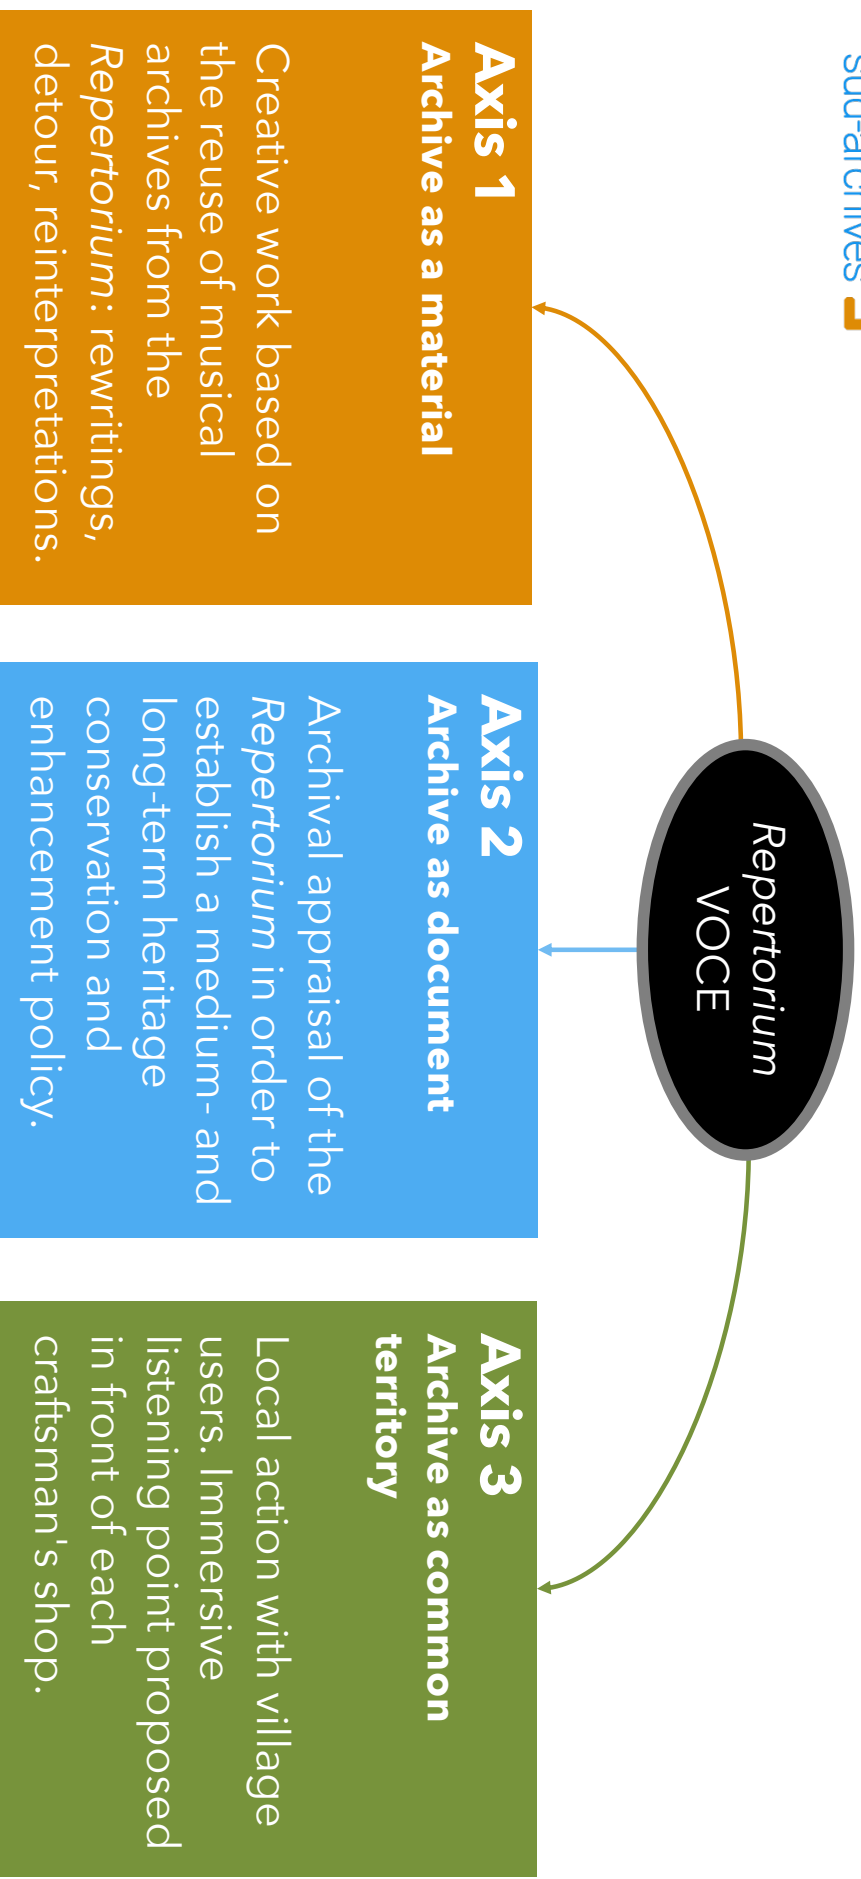 Repertorium
VOCE
Axis 1
Archive as a material
Creative work based on
the reuse of musical
archives from the
Repertorium: rewritings,
detour, reinterpretations.
Axis 2
Archive as document
Archival appraisal of the
Repertorium in order to
establish a medium- and
long-term heritage
conservation and
enhancement policy.
Axis 3
Archive as common
territory
Local action with village
users. Immersive
listening point proposed
in front of each
craftsman's shop.